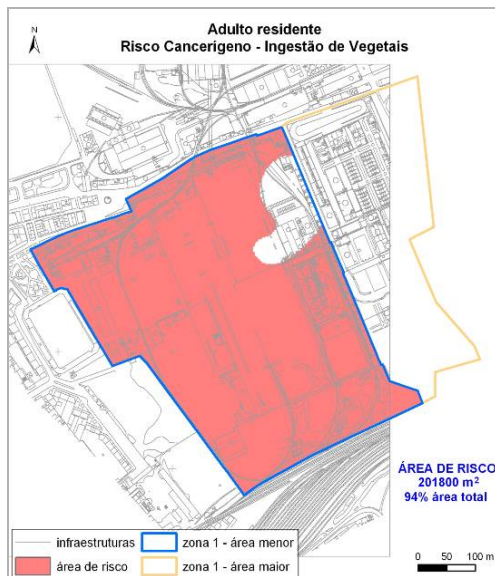 Adulto residente
Risco Cancerígeno - Ingestão de Vegetais
N
ÁREA DE RISCO
201800 m²
94% área total
infraestruturas
zona 1 - área menor
área de risco
zona 1 - área maior
0 50 100 m